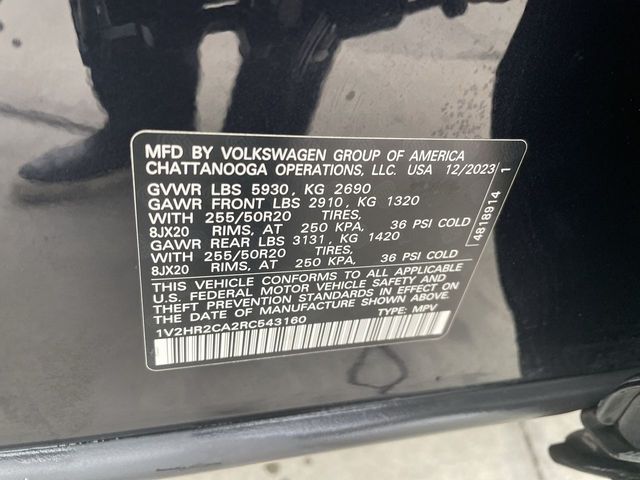 MFD BY VOLKSWAGEN GROUP OF AMERICA
CHATTANOOGA OPERATIONS, LLC. USA 12/2023
GVWR LBS 5930, KG 2690
GAWR FRONT LBS 2910, KG 1320
WITH 255/50R20 TIRES,
8JX20 RIMS, AT 250 KPA, 36 PSI COLD
GAWR REAR LBS 3131, KG 1420
WITH 255/50R20 TIRES,
8JX20 RIMS, AT 250 KPA, 36 PSI COLD
THIS VEHICLE CONFORMS TO ALL APPLICABLE
U.S. FEDERAL MOTOR VEHICLE SAFETY AND
THEFT PREVENTION STANDARDS IN EFFECT ON
THE DATE OF MANUFACTURE SHOWN ABOVE.
1V2HR2CA2RC543160 TYPE: MPV
4818914 1